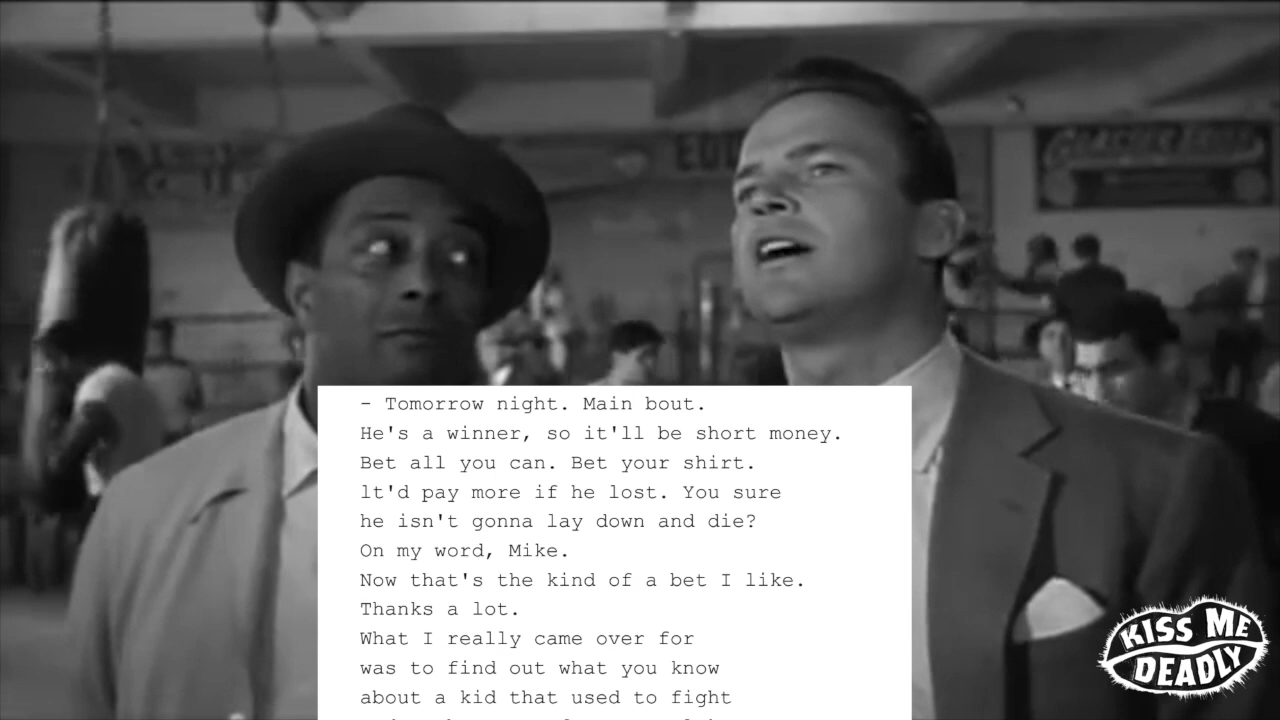 - Tomorrow night. Main bout.
He's a winner, so it'll be short money.
Bet all you can. Bet your shirt.
lt'd pay more if he lost. You sure
he isn't gonna lay down and die?
On my word, Mike.
Now that's the kind of a bet I like.
Thanks a lot.
What I really came over for
was to find out what you know
about a kid that used to fight
KISS ME
DEADLY